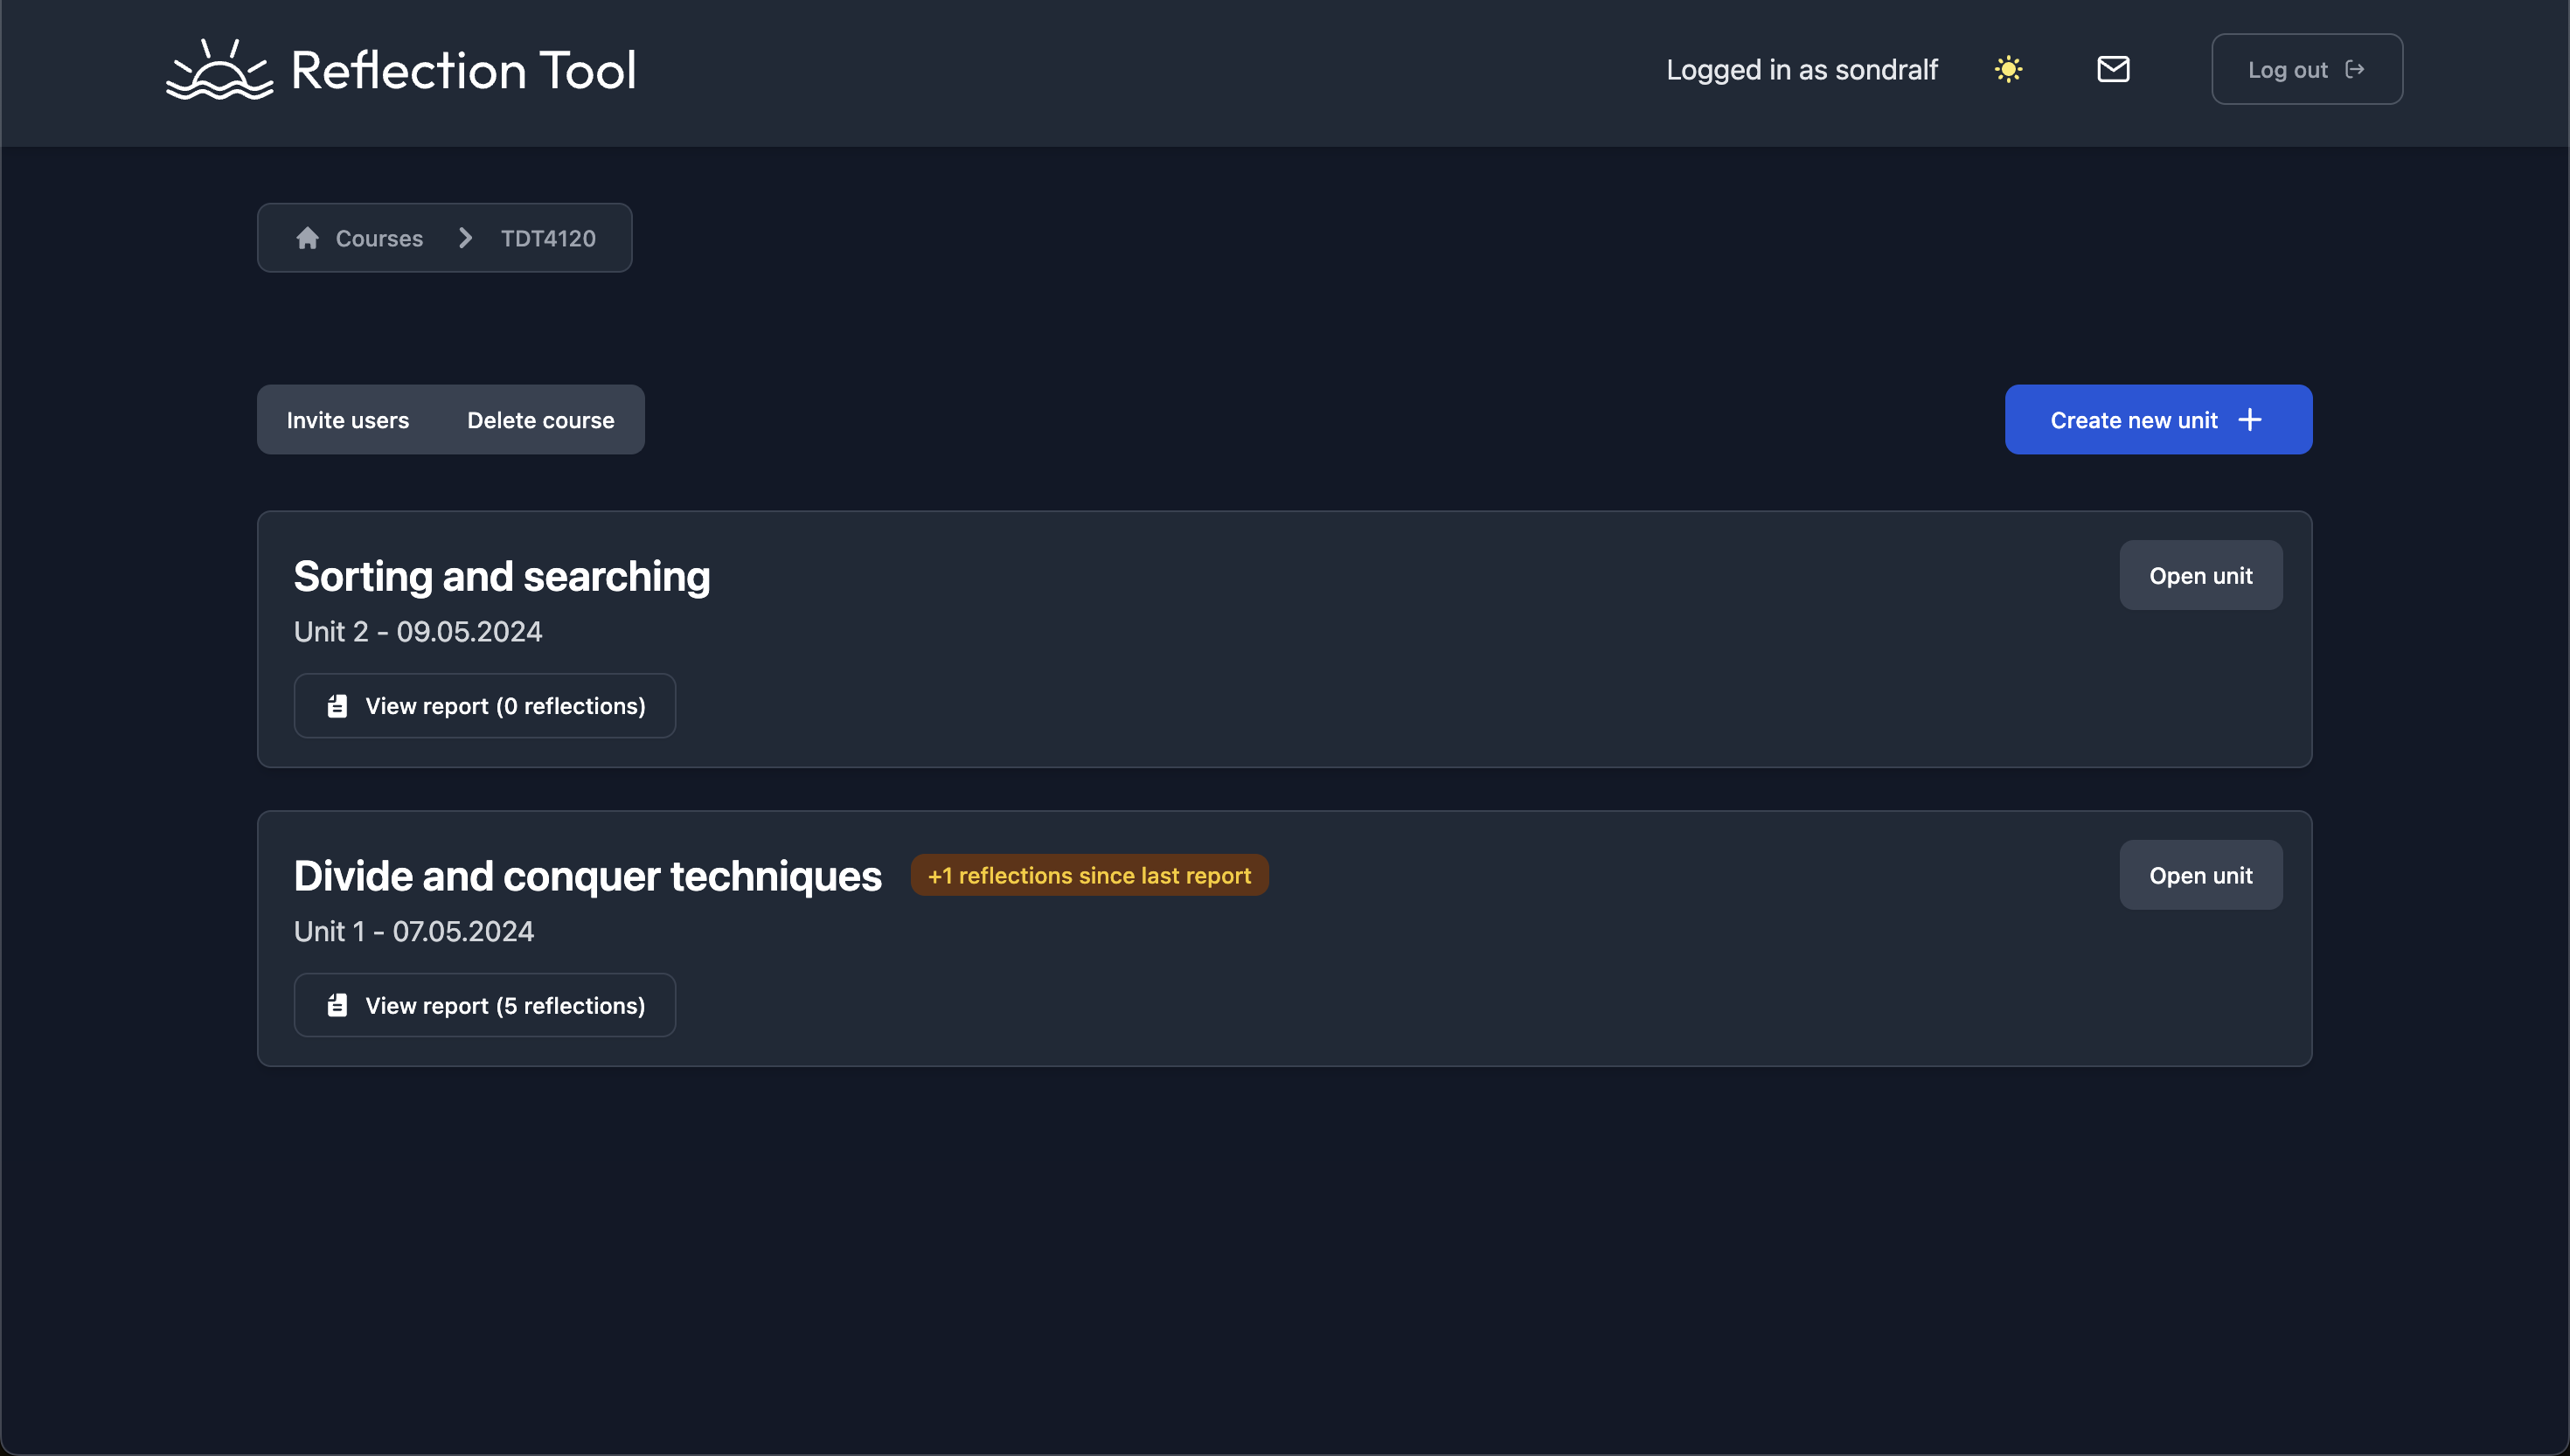 Reflection Tool
Logged in as sondralf
Log out
Courses
TDT4120
Invite users
Delete course
Create new unit
Sorting and searching
Open unit
Unit 2 - 09.05.2024
View report (0 reflections)
Divide and conquer techniques
+1 reflections since last report
Open unit
Unit 1 - 07.05.2024
View report (5 reflections)